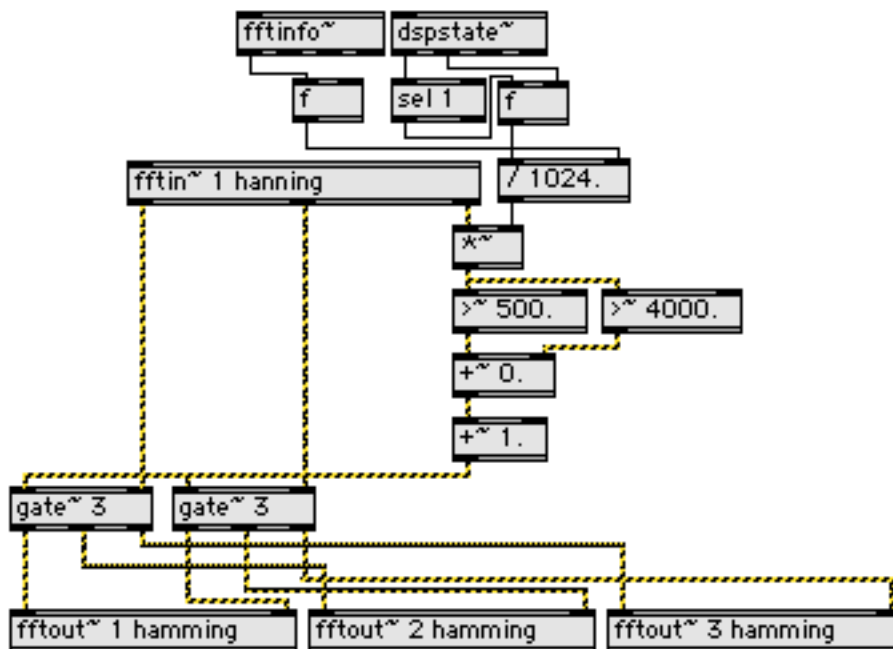 fftinfo~ dspstate~
f sel 1 f
fftin~ 1 hanning / 1024.
*~
>~ 500. >~ 4000.
+~ 0.
+~ 1.
gate~ 3 gate~ 3
fftout~ 1 hamming fftout~ 2 hamming fftout~ 3 hamming